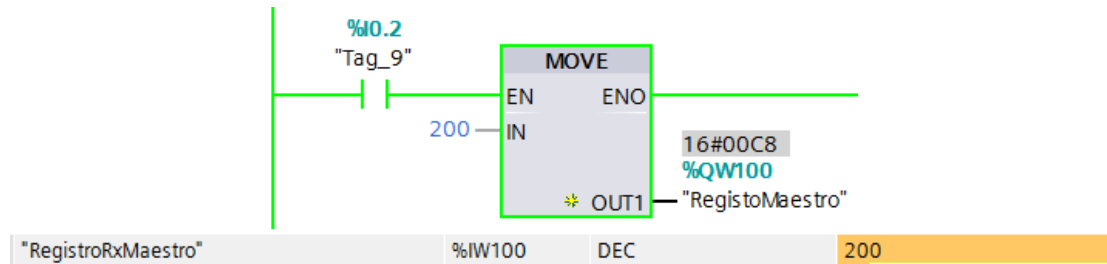 %I0.2
"Tag_9"
MOVE
EN ENO
200 IN
16#00C8
%QW100
OUT1 "RegistoMaestro"
"RegistroRxMaestro" %IW100 DEC 200